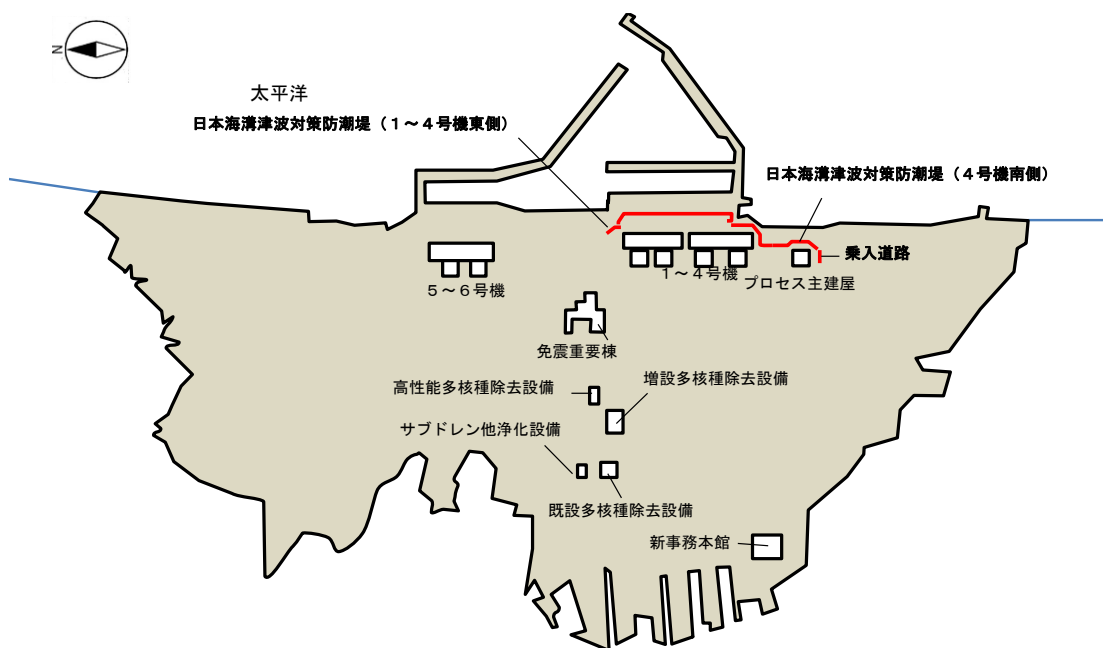 N
太平洋
日本海溝津波対策防潮堤（１～４号機東側）
日本海溝津波対策防潮堤（４号機南側）
乗入道路
１～４号機
プロセス主建屋
５～６号機
免震重要棟
高性能多核種除去設備
増設多核種除去設備
サブドレン他浄化設備
既設多核種除去設備
新事務本館